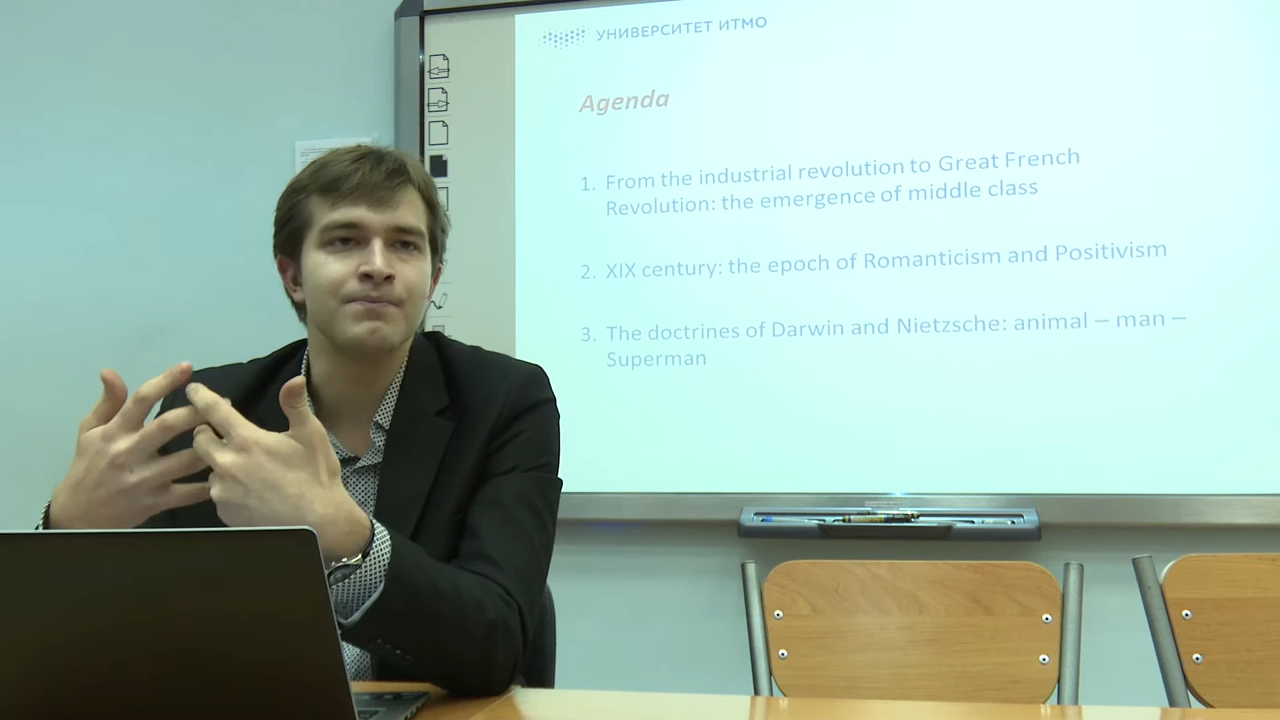 УНИВЕРСИТЕТ ИТМО
Agenda
1. From the industrial revolution to Great French
Revolution: the emergence of middle class
2. XIX century: the epoch of Romanticism and Positivism
3. The doctrines of Darwin and Nietzsche: animal – man –
Superman